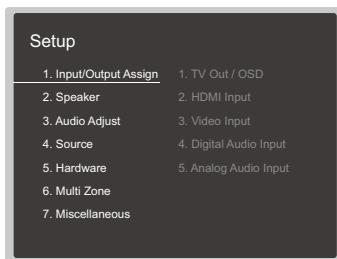 Setup
1. Input/Output Assign
2. Speaker
3. Audio Adjust
4. Source
5. Hardware
6. Multi Zone
7. Miscellaneous
1. TV Out / OSD
2. HDMI Input
3. Video Input
4. Digital Audio Input
5. Analog Audio Input